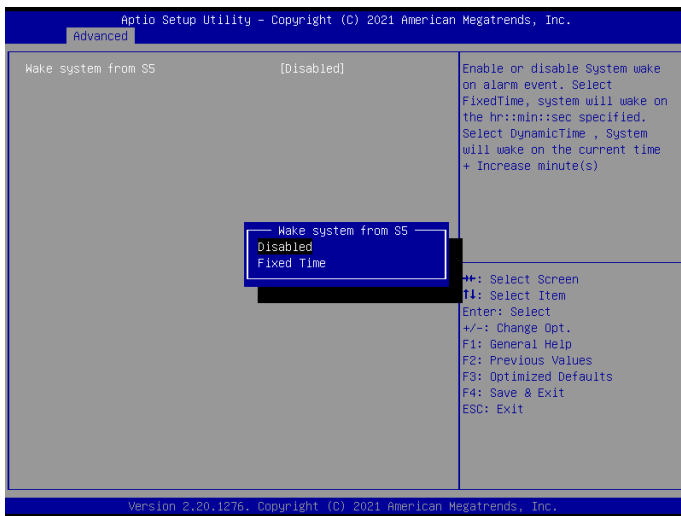 Aptio Setup Utility – Copyright (C) 2021 American Megatrends, Inc.
Advanced
Wake system from S5 [Disabled]
Enable or disable System wake
on alarm event. Select
FixedTime, system will wake on
the hr::min::sec specified.
Select DynamicTime , System
will wake on the current time
+ Increase minute(s)
Wake system from S5
Disabled
Fixed Time
→←: Select Screen
↑↓: Select Item
Enter: Select
+/-: Change Opt.
F1: General Help
F2: Previous Values
F3: Optimized Defaults
F4: Save & Exit
ESC: Exit
Version 2.20.1276. Copyright (C) 2021 American Megatrends, Inc.